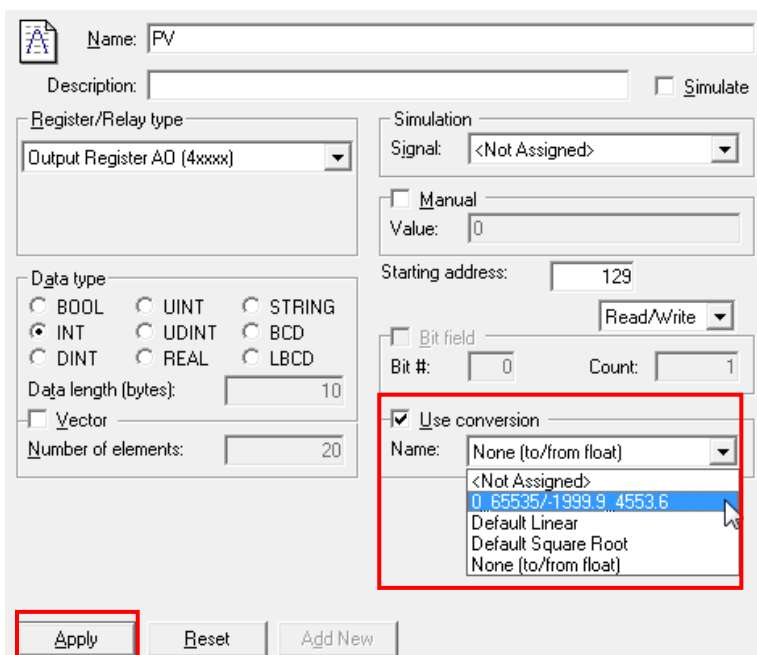 Name: PV
Description:
Simulate
Register/Relay type
Output Register AO (4xxxx)
Simulation
Signal: <Not Assigned>
Manual
Value: 0
Data type
BOOL UINT STRING
INT UDINT BCD
DINT REAL LBCD
Data length (bytes): 10
Vector
Number of elements: 20
Starting address: 129
Read/Write
Bit field
Bit #: 0 Count: 1
Use conversion
Name: None (to/from float)
<Not Assigned>
0_65535/-1999.9_4553.6
Default Linear
Default Square Root
None (to/from float)
Apply Reset Add New